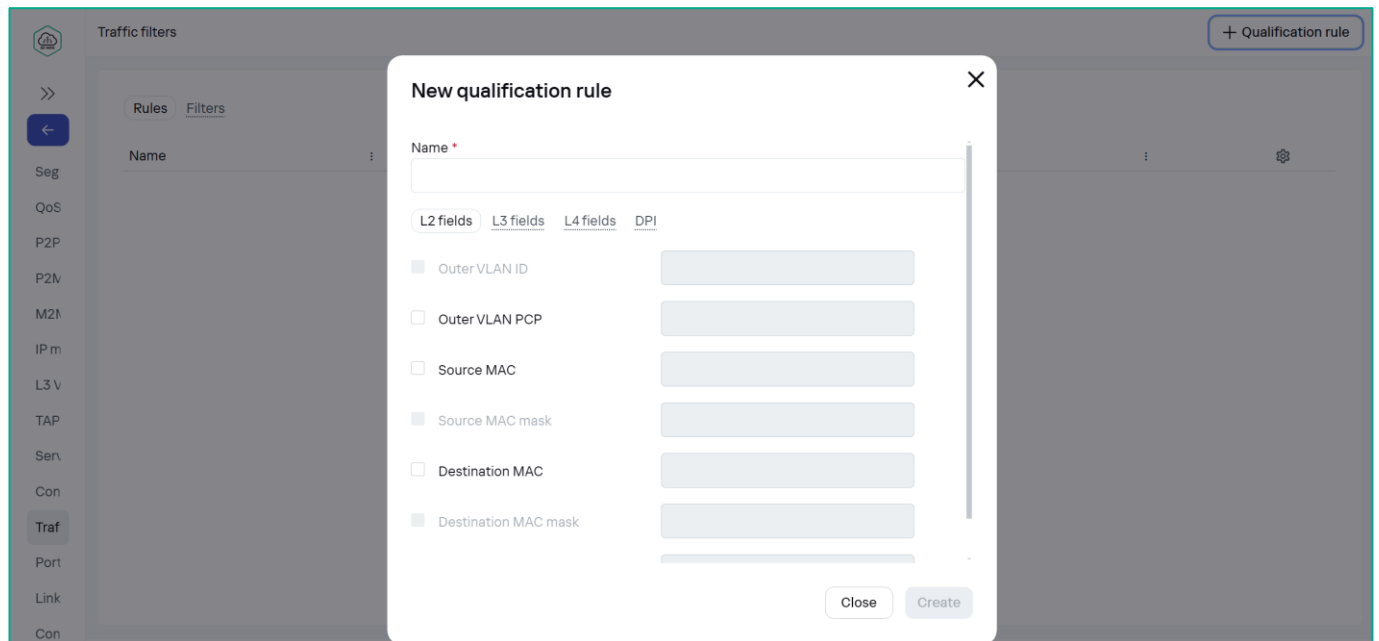 Traffic filters
+ Qualification rule
New qualification rule
Rules Filters
Name
Name *
Seg
QoS
L2 fields L3 fields L4 fields DPI
P2P
Outer VLAN ID
P2M
Outer VLAN PCP
M2M
IP m
Source MAC
L3 V
TAP
Source MAC mask
Serv
Destination MAC
Con
Traf
Destination MAC mask
Port
Link
Close Create
Con